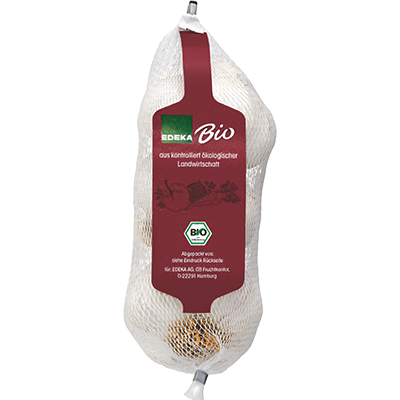 EDEKA Bio
aus kontrolliert ökologischer
Landwirtschaft
BIO
Abgepackt von:
siehe Eindruck Rückseite
für: EDEKA AG, GB Fruchtkontor,
D-22291 Hamburg